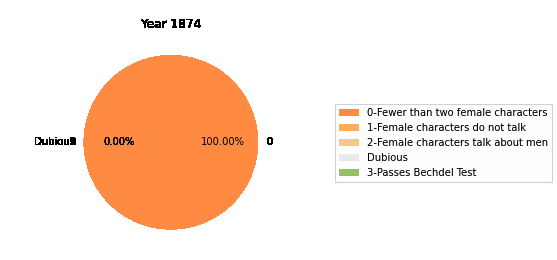 Year 1874
Dubious 0.00% 100.00% 0
0-Fewer than two female characters
1-Female characters do not talk
2-Female characters talk about men
Dubious
3-Passes Bechdel Test